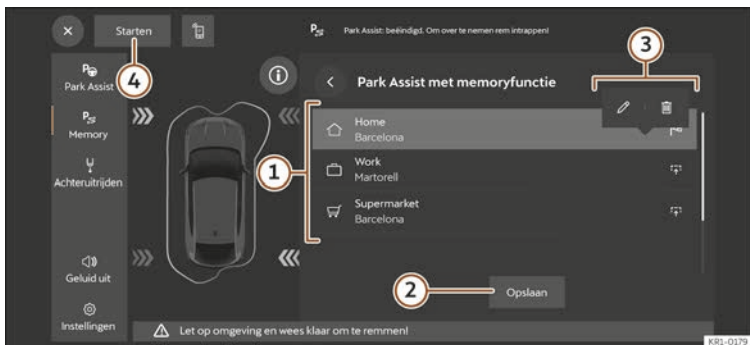 Starten
Park Assist: beëindigd. Om over te nemen rem intrappen!
3
4
Park Assist
Park Assist met memoryfunctie
Memory
Home
Barcelona
1
Work
Martorell
Achteruitrijden
Supermarket
Barcelona
Geluid uit
2
Opslaan
Instellingen
Let op omgeving en wees klaar om te remmen!
KR1-0179